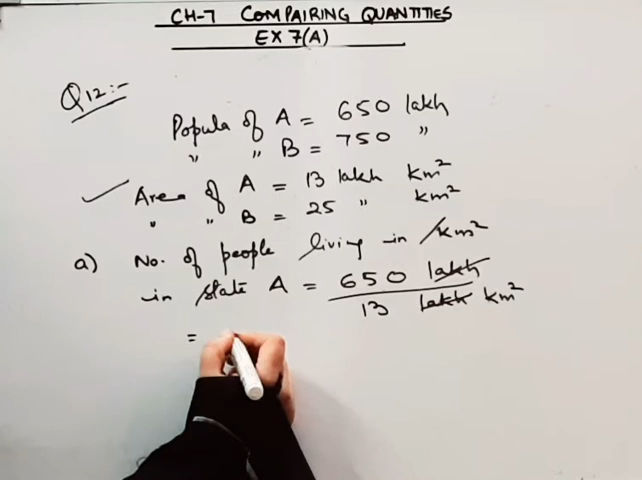 CH-7 COMPAIRING QUANTITIES
EX 7(A)
Q12:-
Popula of A = 650 lakh
" " B = 750 "
Area of A = 13 lakh km²
" " B = 25 " km²
a) No. of people living in /km²
in state A = 650 lakh
13 lakh km²
=